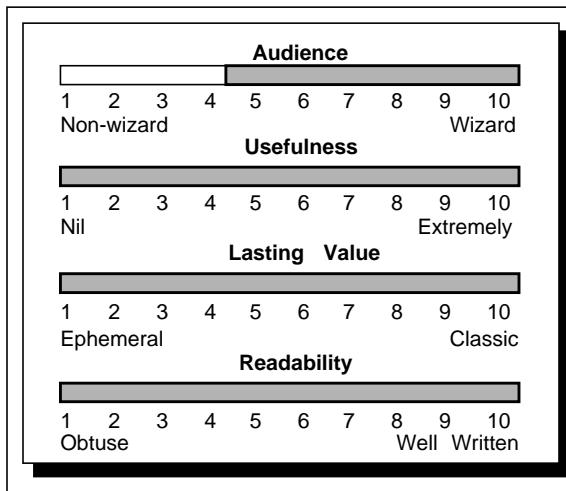 Audience
1 2 3 4 5 6 7 8 9 10
Non-wizard Wizard
Usefulness
1 2 3 4 5 6 7 8 9 10
Nil Extremely
Lasting Value
1 2 3 4 5 6 7 8 9 10
Ephemeral Classic
Readability
1 2 3 4 5 6 7 8 9 10
Obtuse Well Written